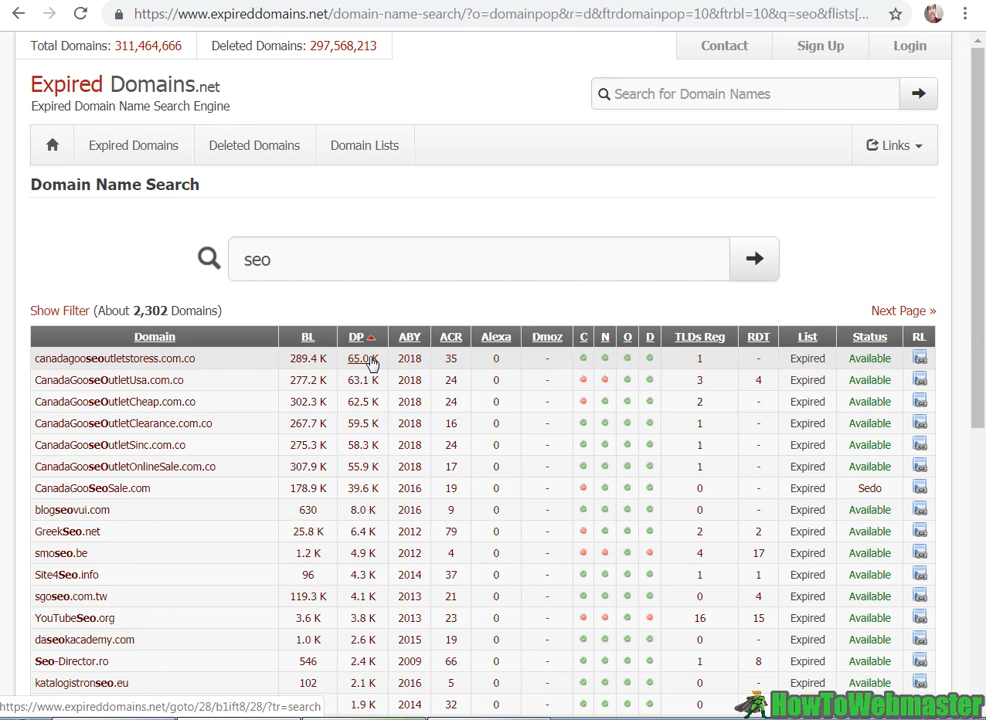 https://www.expireddomains.net/domain-name-search/?o=domainpop&r=d&ftrdomainpop=10&ftrbl=10&q=seo&flists[...
Total Domains: 311,464,666 Deleted Domains: 297,568,213 Contact Sign Up Login
Expired Domains.net
Expired Domain Name Search Engine
Search for Domain Names
Expired Domains Deleted Domains Domain Lists Links
Domain Name Search
seo
Show Filter (About 2,302 Domains) Next Page »
Domain BL DP ABY ACR Alexa Dmoz C N O D TLDs Reg RDT List Status RL
canadagooseoutletstoress.com.co 289.4 K 65.0 K 2018 35 0 - 1 - Expired Available
CanadaGooseOutletUsa.com.co 277.2 K 63.1 K 2018 24 0 - 3 4 Expired Available
CanadaGooseOutletCheap.com.co 302.3 K 62.5 K 2018 24 0 - 2 - Expired Available
CanadaGooseOutletClearance.com.co 267.7 K 59.5 K 2018 16 0 - 1 - Expired Available
CanadaGooseOutletSinc.com.co 275.3 K 58.3 K 2018 24 0 - 1 - Expired Available
CanadaGooseOutletOnlineSale.com.co 307.9 K 55.9 K 2018 17 0 - 1 - Expired Available
CanadaGooSeoSale.com 178.9 K 39.6 K 2016 19 0 - 0 - Expired Sedo
blogseovui.com 630 8.0 K 2016 9 0 - 0 - Expired Available
GreekSeo.net 25.8 K 6.4 K 2012 79 0 - 2 2 Expired Available
smoseo.be 1.2 K 4.9 K 2012 4 0 - 4 17 Expired Available
Site4Seo.info 96 4.3 K 2014 37 0 - 1 1 Expired Available
sgoseo.com.tw 119.3 K 4.1 K 2013 21 0 - 0 4 Expired Available
YouTubeSeo.org 3.6 K 3.8 K 2013 23 0 - 16 15 Expired Available
daseokacademy.com 1.0 K 2.6 K 2015 19 0 - 0 - Expired Available
Seo-Director.ro 546 2.4 K 2009 66 0 - 1 8 Expired Available
katalogistronseo.eu 102 2.1 K 2016 5 0 - 0 - Expired Available
1.9 K 2014 32 0 - 0 - Expired Available
https://www.expireddomains.net/goto/28/b1ift8/28/?tr=search
HowToWebmaster